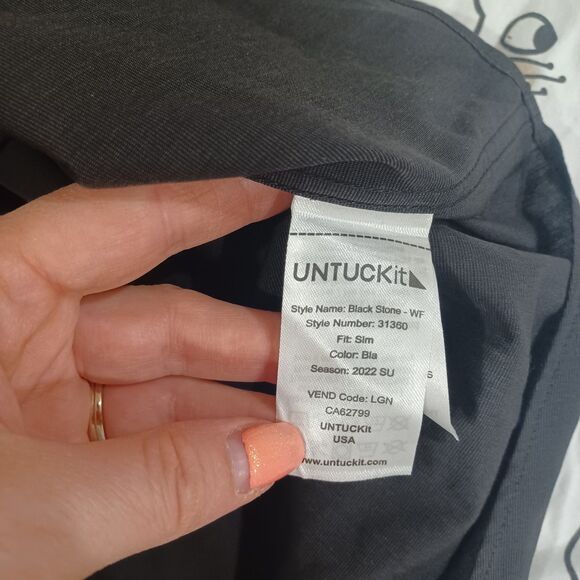 UNTUCKit
Style Name: Black Stone - WF
Style Number: 31360
Fit: Slm
Color: Bla
Season: 2022 SU
VEND Code: LGN
CA62799
UNTUCKit
USA
www.untuckit.com
S